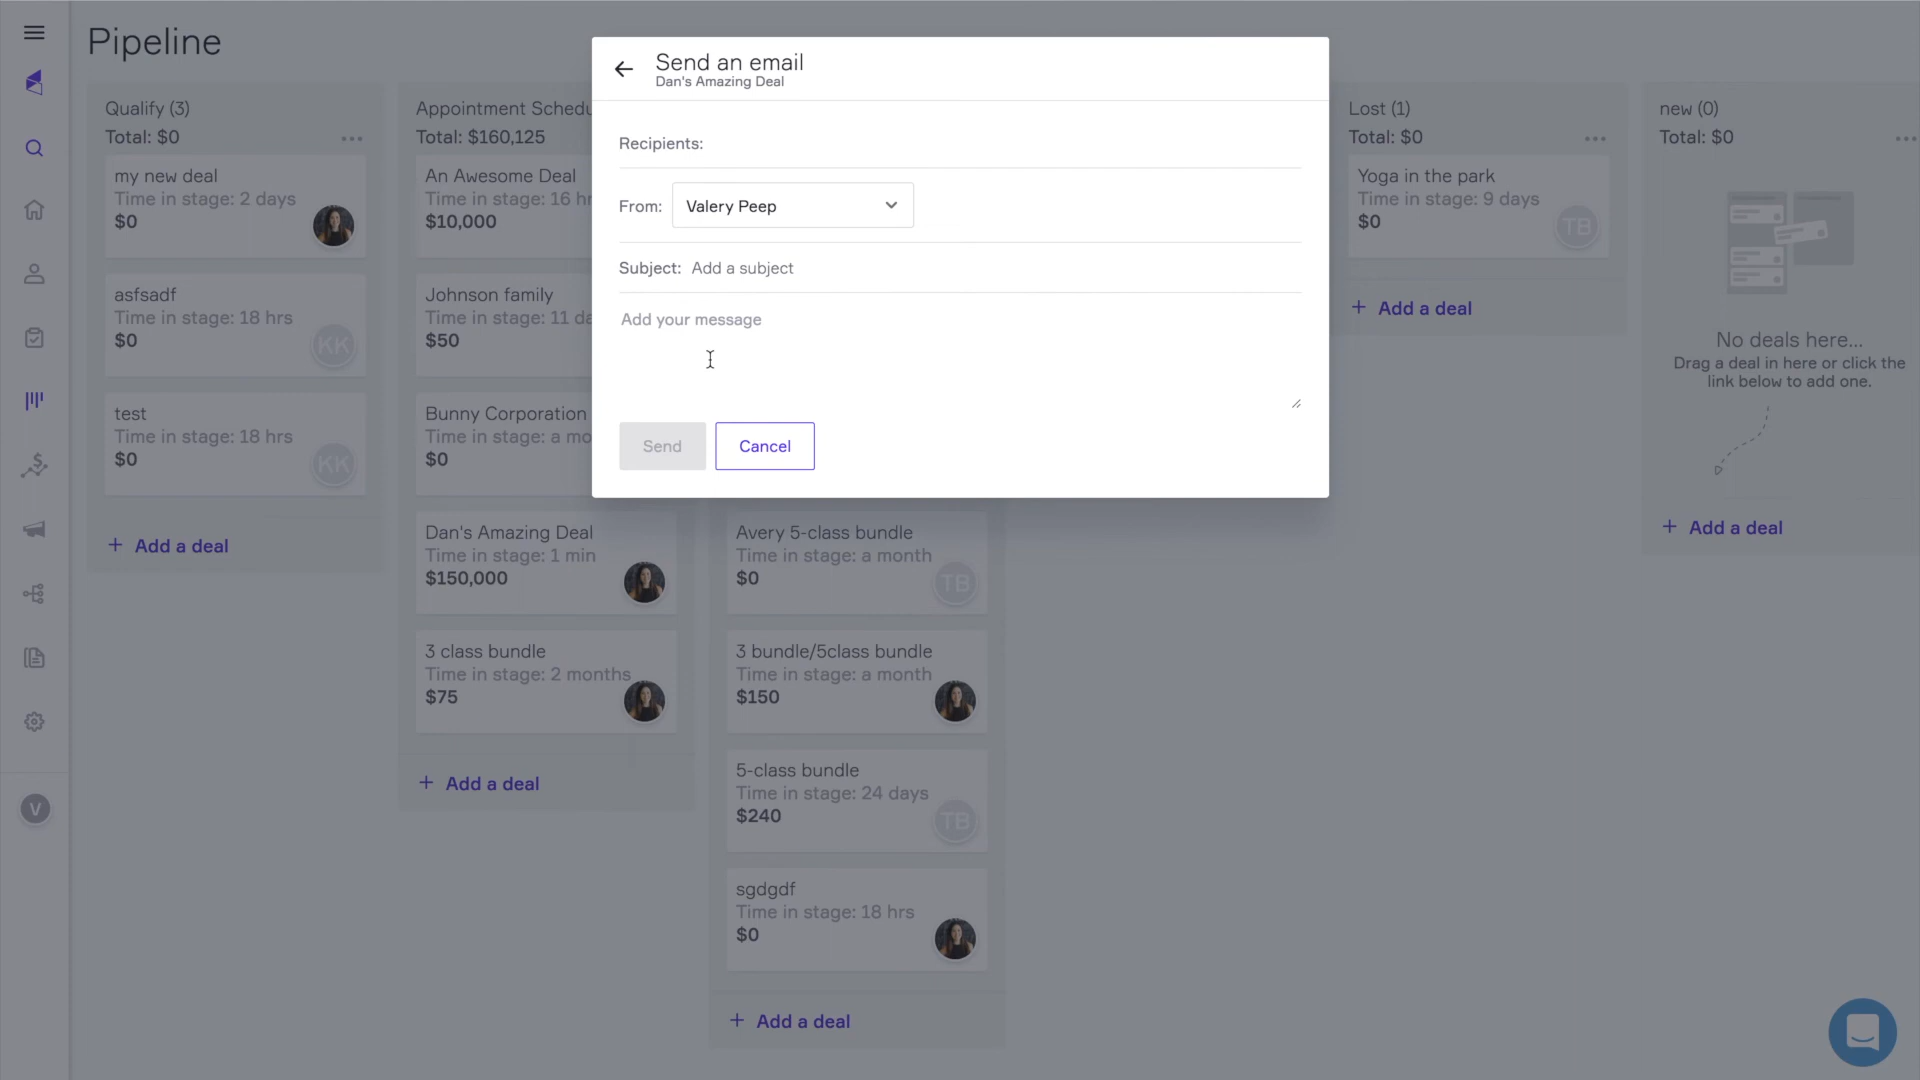 Pipeline
Qualify (3)
Total: $0
my new deal
Time in stage: 2 days
$0
asfsadf
Time in stage: 18 hrs
$0
KK
test
Time in stage: 18 hrs
$0
KK
+ Add a deal
Appointment
Total: $160,125
An Awesome Deal
Time in stage: 16
$10,000
Johnson family
Time in stage: 11
$50
Bunny Corporation
Time in stage: a
$0
Dan's Amazing Deal
Time in stage: 1 min
$150,000
3 class bundle
Time in stage: 2 months
$75
+ Add a deal
Send an email
Dan's Amazing Deal
Recipients:
From: Valery Peep
Subject: Add a subject
Add your message
Send
Cancel
Avery 5-class bundle
Time in stage: a month
$0
TB
3 bundle/5class bundle
Time in stage: a month
$150
5-class bundle
Time in stage: 24 days
$240
TB
sgdgdf
Time in stage: 18 hrs
$0
+ Add a deal
Lost (1)
Total: $0
Yoga in the park
Time in stage: 9 days
$0
TB
+ Add a deal
new (0)
Total: $0
No deals here...
Drag a deal in here or click the
link below to add one.
+ Add a deal
V